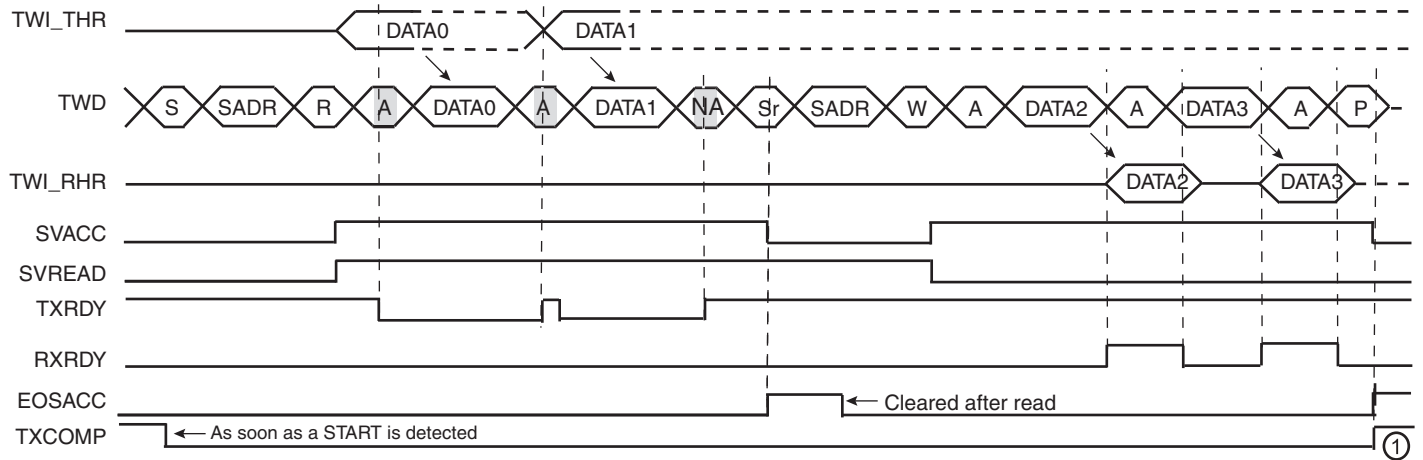 TWI_THR DATA0 DATA1
TWD S SADR R A DATA0 A DATA1 NA Sr SADR W A DATA2 A DATA3 A P
TWI_RHR DATA2 DATA3
SVACC
SVREAD
TXRDY
RXRDY
EOSACC Cleared after read
TXCOMP As soon as a START is detected 1